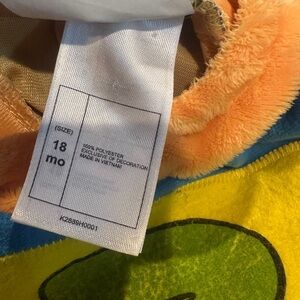 (SIZE)
18
mo
100% POLYESTER
EXCLUSIVE OF DECORATION
MADE IN VIETNAM
K2889H0001